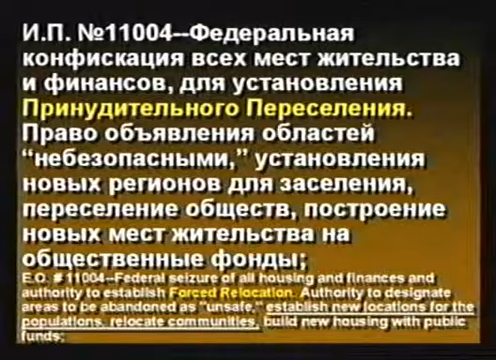 И.П. №11004--Федеральная
конфискация всех мест жительства
и финансов, для установления
Принудительного Переселения.
Право объявления областей
“небезопасными,” установления
новых регионов для заселения,
переселение обществ, построение
новых мест жительства на
общественные фонды;
E.O. #11004--Federal seizure of all housing and finances and
authority to establish Forced Relocation. Authority to designate
areas to be abandoned as "unsafe," establish new locations for the
populations, relocate communities, build new housing with public
funds;